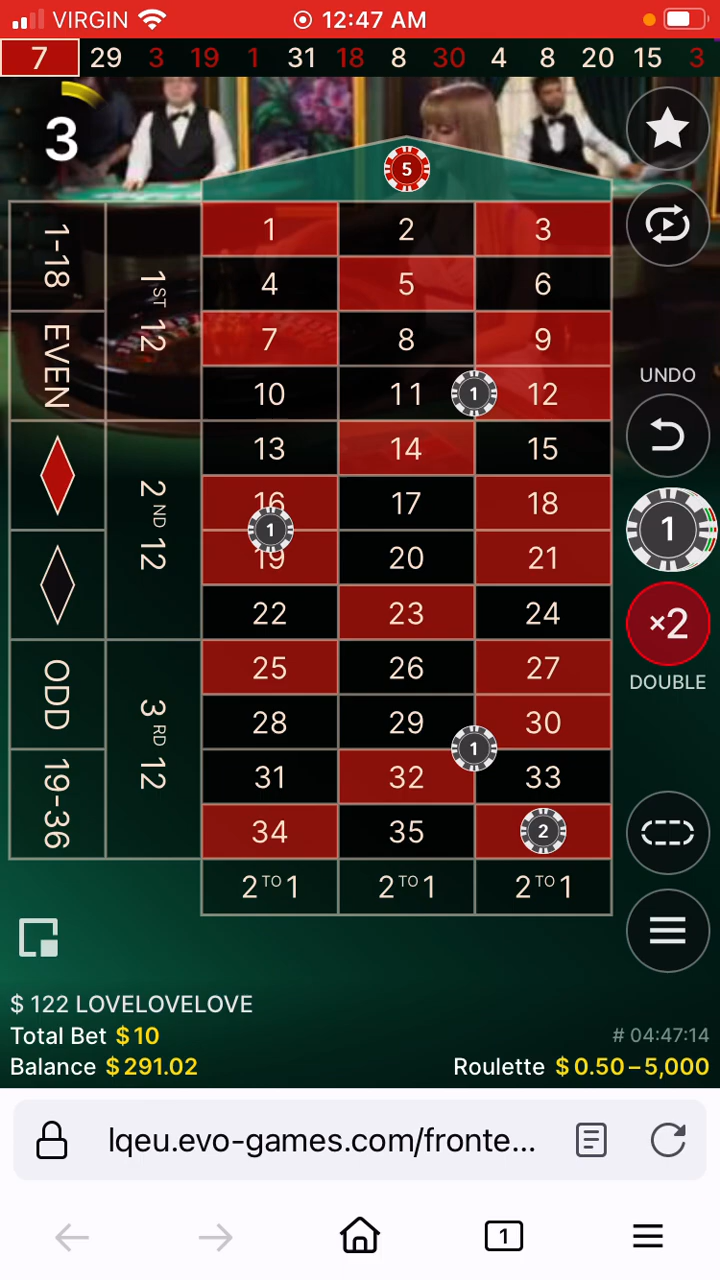 VIRGIN 12:47 AM
7 29 3 19 1 31 18 8 30 4 8 20 15 3
3
5
1-18 1ST 12 1 2 3
4 5 6
EVEN 7 8 9
10 11 1 12
UNDO
2ND 12 13 14 15
16 17 18
1 1
19 20 21
×2
22 23 24
DOUBLE
ODD 3RD 12 25 26 27
28 29 30
1
19-36 31 32 33
34 35 2
2 TO 1 2 TO 1 2 TO 1
$ 122 LOVELOVELOVE
Total Bet $10 # 04:47:14
Balance $291.02 Roulette $0.50–5,000
lqeu.evo-games.com/fronte...
1